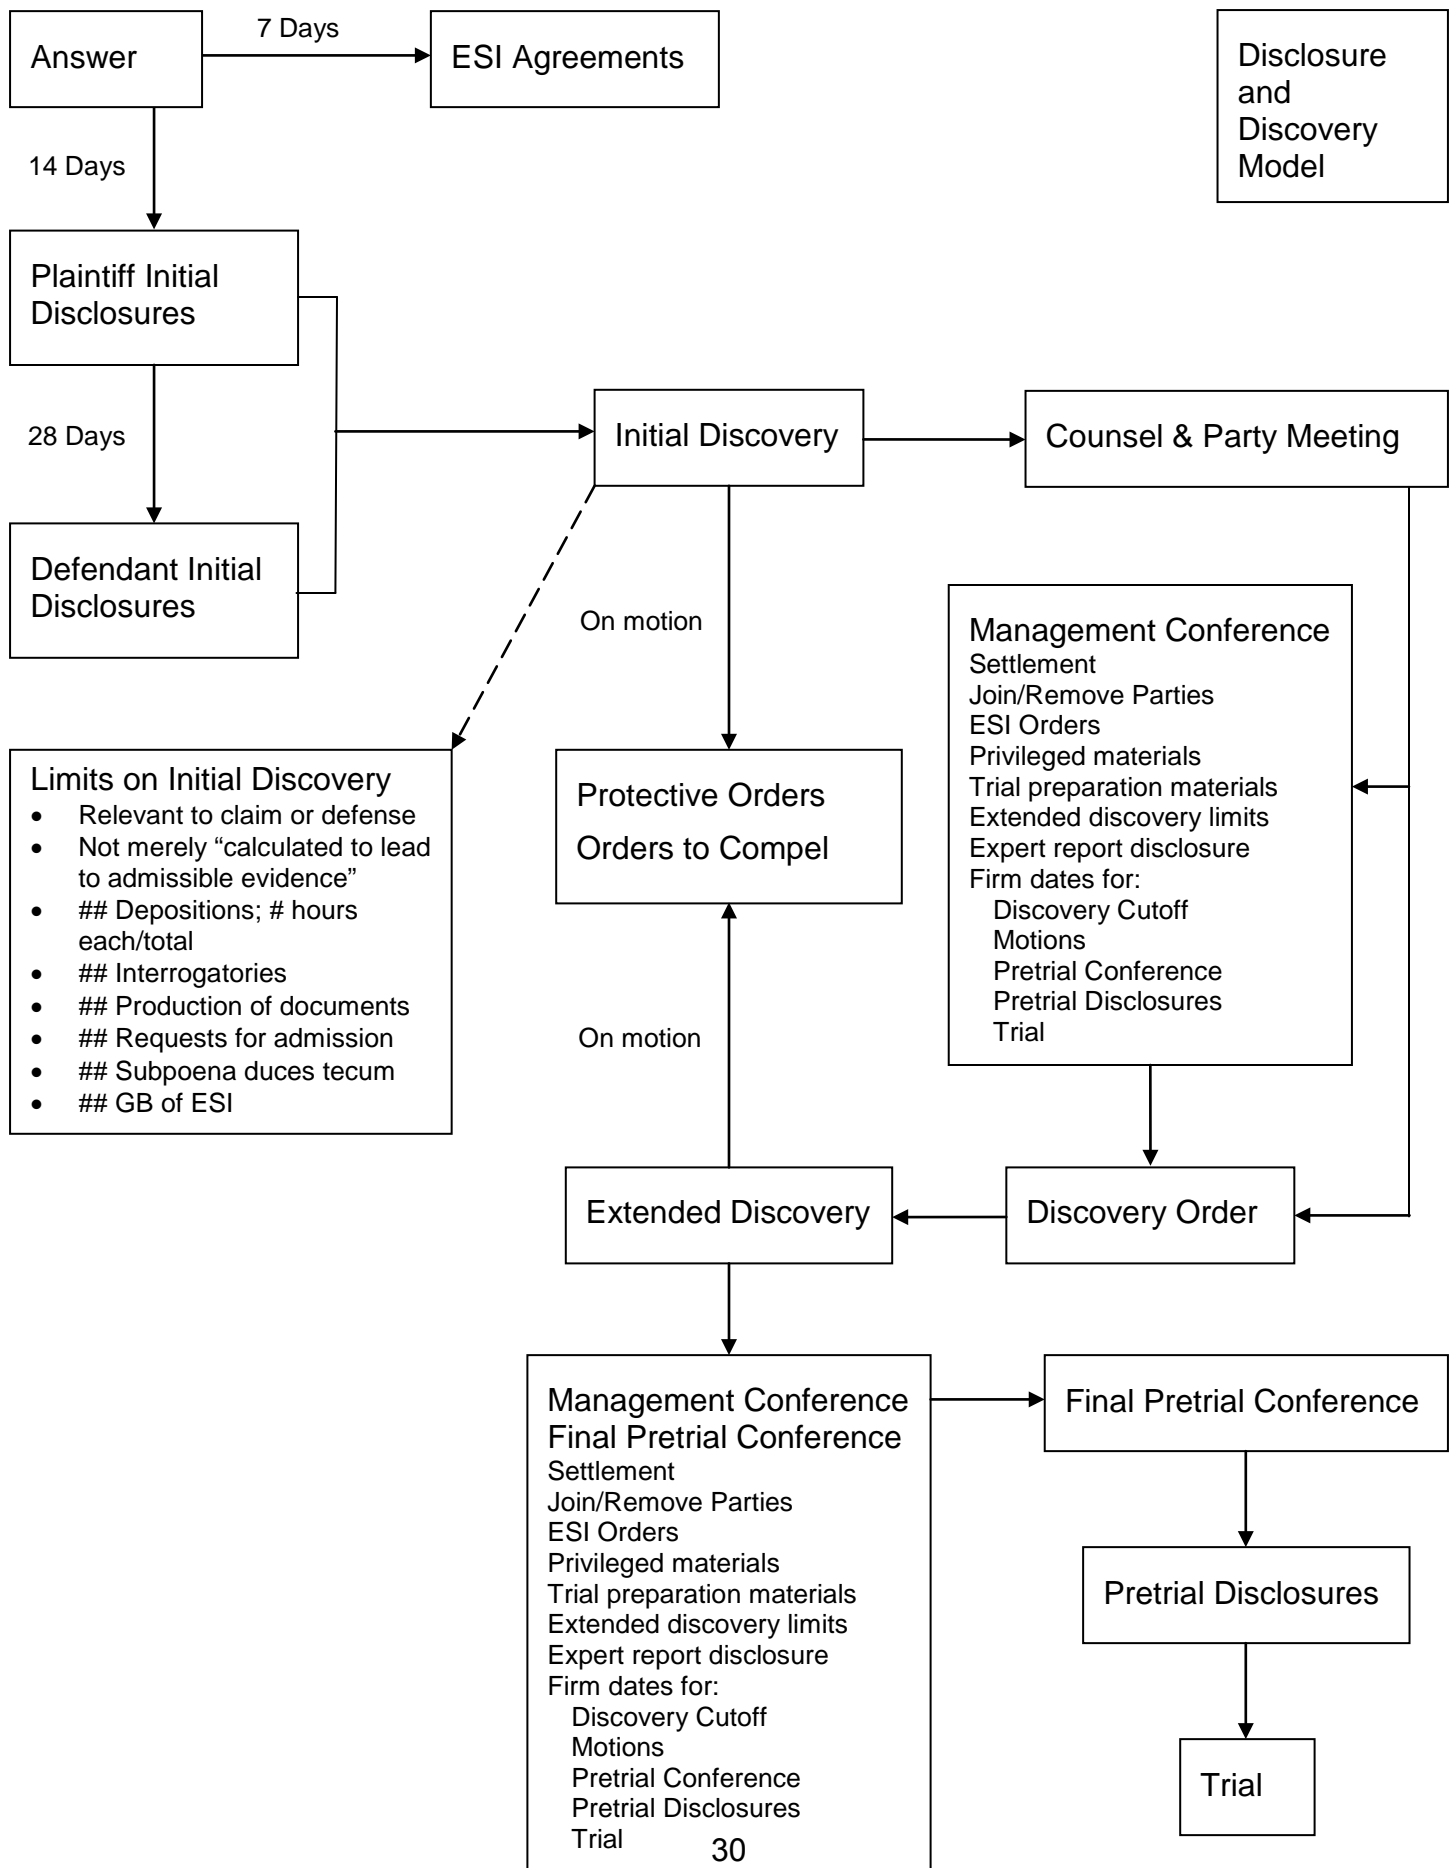 7 Days
Answer
ESI Agreements
Disclosure
and
Discovery
Model
14 Days
Plaintiff Initial
Disclosures
28 Days
Initial Discovery
Counsel & Party Meeting
Defendant Initial
Disclosures
On motion
Management Conference
Settlement
Join/Remove Parties
ESI Orders
Privileged materials
Trial preparation materials
Extended discovery limits
Expert report disclosure
Firm dates for:
Discovery Cutoff
Motions
Pretrial Conference
Pretrial Disclosures
Trial
Limits on Initial Discovery
• Relevant to claim or defense
• Not merely “calculated to lead
to admissible evidence”
• ## Depositions; # hours
each/total
• ## Interrogatories
• ## Production of documents
• ## Requests for admission
• ## Subpoena duces tecum
• ## GB of ESI
Protective Orders
Orders to Compel
On motion
Extended Discovery
Discovery Order
Management Conference
Final Pretrial Conference
Settlement
Join/Remove Parties
ESI Orders
Privileged materials
Trial preparation materials
Extended discovery limits
Expert report disclosure
Firm dates for:
Discovery Cutoff
Motions
Pretrial Conference
Pretrial Disclosures
Trial
Final Pretrial Conference
Pretrial Disclosures
Trial
30